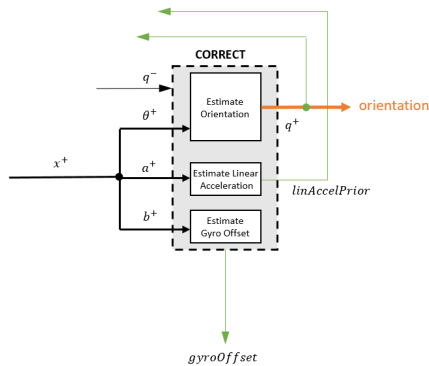 CORRECT
q⁻
Estimate
Orientation
orientation
θ⁺
q⁺
x⁺
a⁺
Estimate Linear
Acceleration
linAccelPrior
b⁺
Estimate
Gyro Offset
gyroOffset